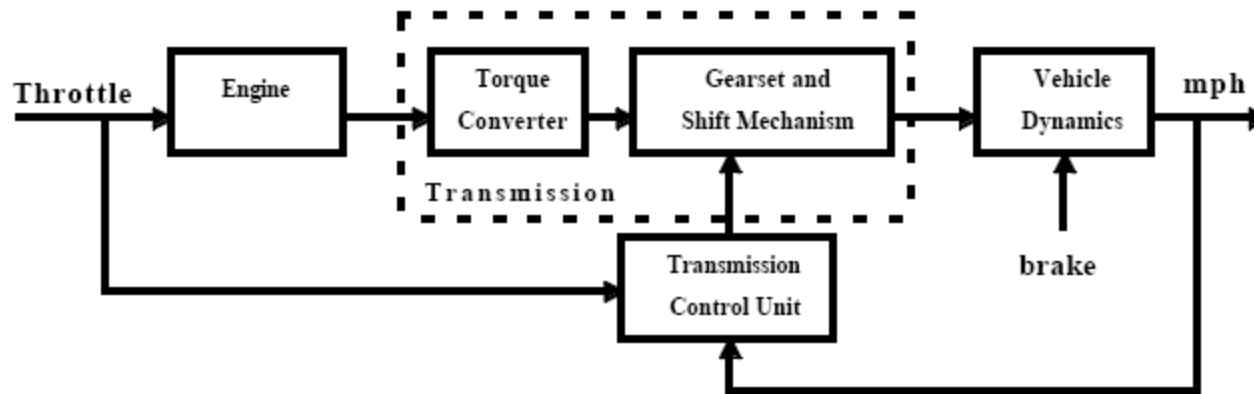 Throttle
Engine
Torque
Converter
Gearset and
Shift Mechanism
Vehicle
Dynamics
mph
Transmission
brake
Transmission
Control Unit